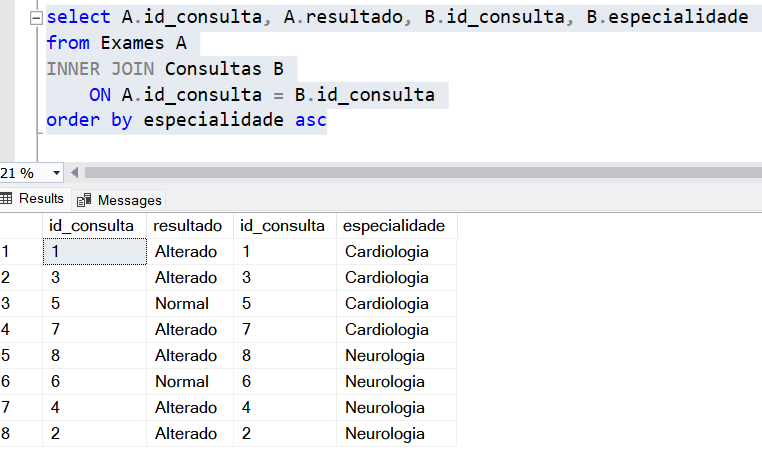 select A.id_consulta, A.resultado, B.id_consulta, B.especialidade
from Exames A
INNER JOIN Consultas B
ON A.id_consulta = B.id_consulta
order by especialidade asc
21 %
Results Messages
id_consulta resultado id_consulta especialidade
1 1 Alterado 1 Cardiologia
2 3 Alterado 3 Cardiologia
3 5 Normal 5 Cardiologia
4 7 Alterado 7 Cardiologia
5 8 Alterado 8 Neurologia
6 6 Normal 6 Neurologia
7 4 Alterado 4 Neurologia
8 2 Alterado 2 Neurologia